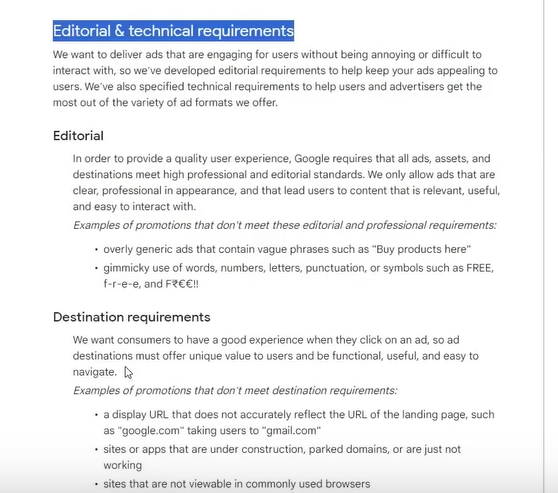 Editorial & technical requirements
We want to deliver ads that are engaging for users without being annoying or difficult to
interact with, so we've developed editorial requirements to help keep your ads appealing to
users. We've also specified technical requirements to help users and advertisers get the
most out of the variety of ad formats we offer.
Editorial
In order to provide a quality user experience, Google requires that all ads, assets, and
destinations meet high professional and editorial standards. We only allow ads that are
clear, professional in appearance, and that lead users to content that is relevant, useful,
and easy to interact with.
Examples of promotions that don't meet these editorial and professional requirements:
• overly generic ads that contain vague phrases such as "Buy products here"
• gimmicky use of words, numbers, letters, punctuation, or symbols such as FREE,
f-r-e-e, and F₹€€!!
Destination requirements
We want consumers to have a good experience when they click on an ad, so ad
destinations must offer unique value to users and be functional, useful, and easy to
navigate.
Examples of promotions that don't meet destination requirements:
• a display URL that does not accurately reflect the URL of the landing page, such
as "google.com" taking users to "gmail.com"
• sites or apps that are under construction, parked domains, or are just not
working
• sites that are not viewable in commonly used browsers